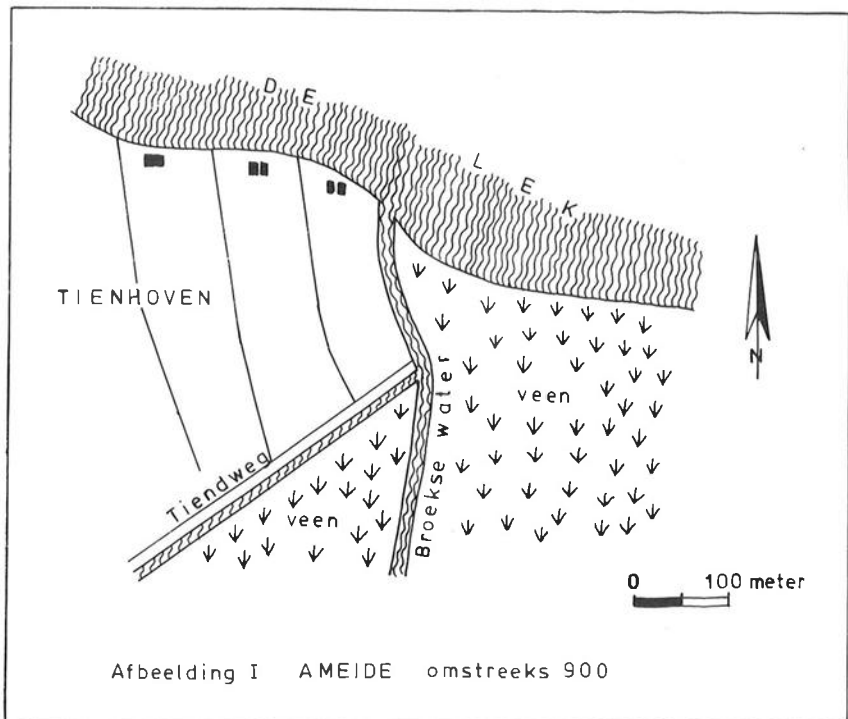 DE LEK
TIENHOVEN
N
veen
Broekse water
Tiendweg
veen
0 100 meter
Afbeelding I AMEIDE omstreeks 900